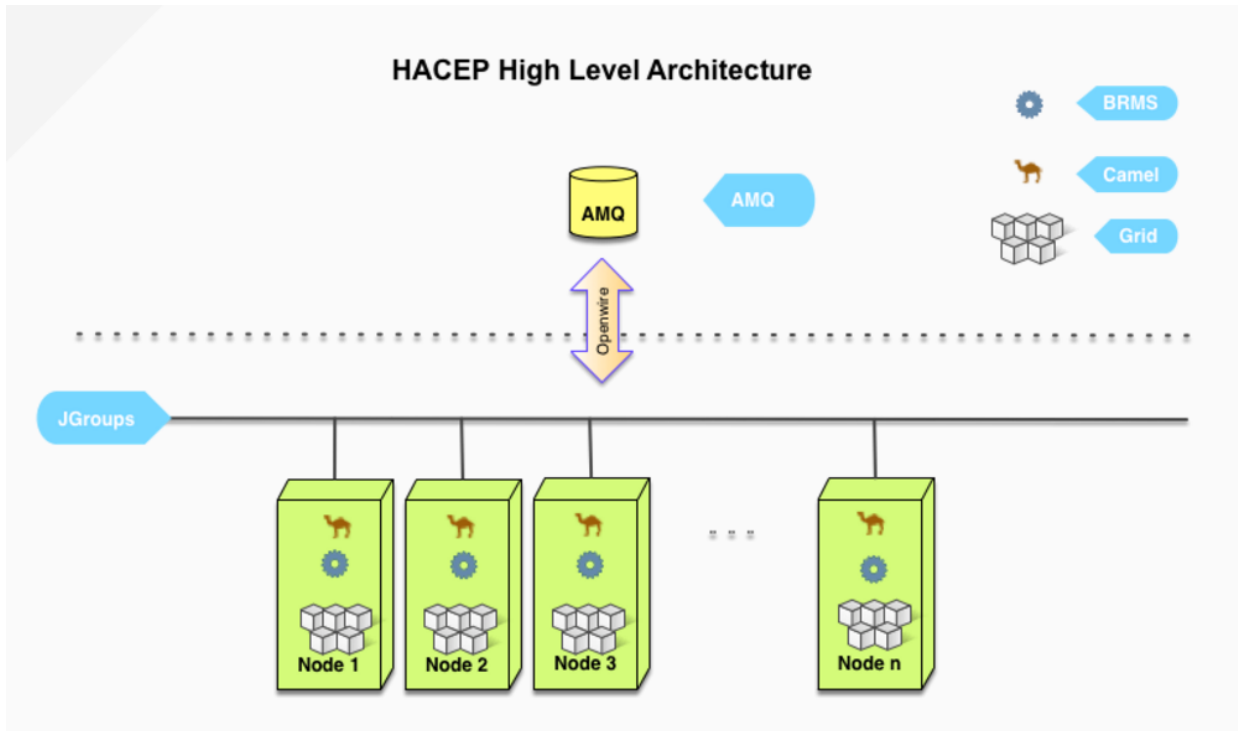 HACEP High Level Architecture
BRMS
Camel
Grid
AMQ
AMQ
Openwire
JGroups
Node 1
Node 2
Node 3
Node n